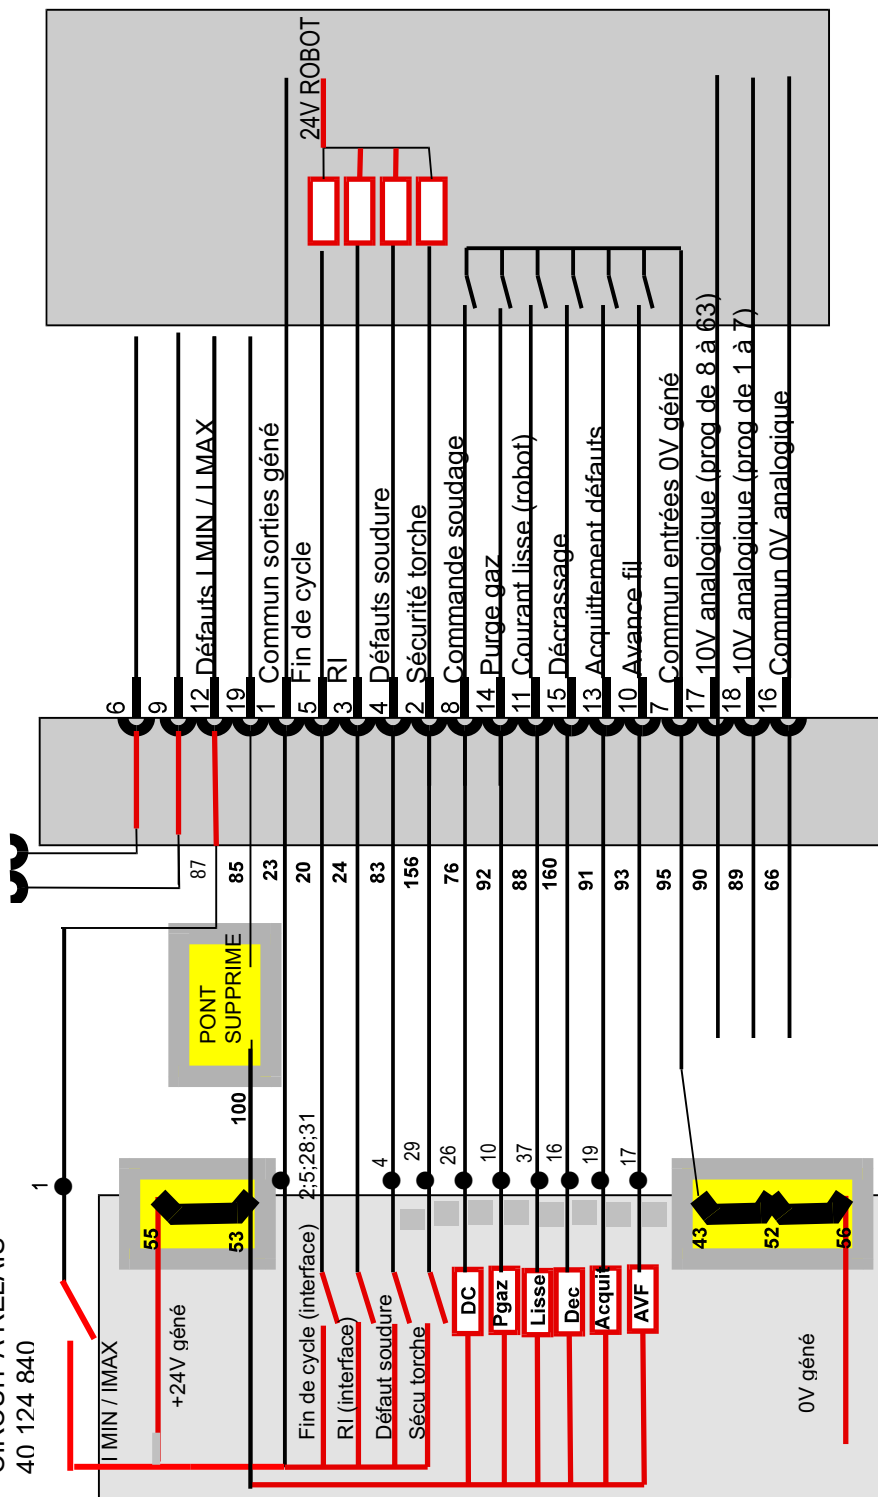 24V ROBOT
6
9
12
Défauts I MIN / I MAX
19
1
Commun sorties géné
5
Fin de cycle
3
RI
4
Défauts soudure
2
Sécurité torche
8
Commande soudage
14
Purge gaz
11
Courant lisse (robot)
15
Décrassage
13
Acquittement défauts
10
Avance fil
7
Commun entrées 0V géné
17
10V analogique (prog de 8 à 63)
18
10V analogique (prog de 1 à 7)
16
Commun 0V analogique
87
85
23
20
24
83
156
76
92
88
160
91
93
95
90
89
66
PONT
SUPPRIME
100
1
2;5;28;31
4
29
26
10
37
16
19
17
55
53
43
52
56
I MIN / IMAX
+24V géné
Fin de cycle (interface)
RI (interface)
Défaut soudure
Sécu torche
DC
Pgaz
Lisse
Dec
Acquit
AVF
0V géné
40 124 840